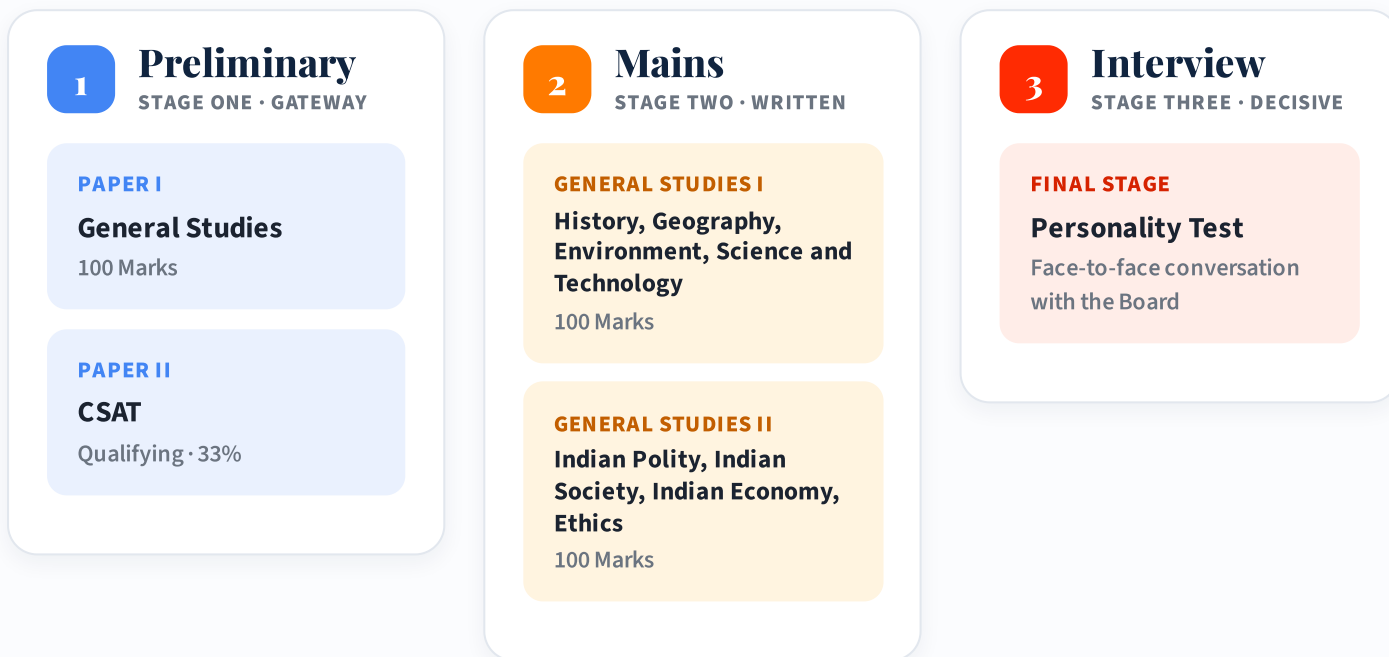 1
Preliminary
STAGE ONE · GATEWAY
PAPER I
General Studies
100 Marks
PAPER II
CSAT
Qualifying · 33%
2
Mains
STAGE TWO · WRITTEN
GENERAL STUDIES I
History, Geography,
Environment, Science and
Technology
100 Marks
GENERAL STUDIES II
Indian Polity, Indian
Society, Indian Economy,
Ethics
100 Marks
3
Interview
STAGE THREE · DECISIVE
FINAL STAGE
Personality Test
Face-to-face conversation
with the Board